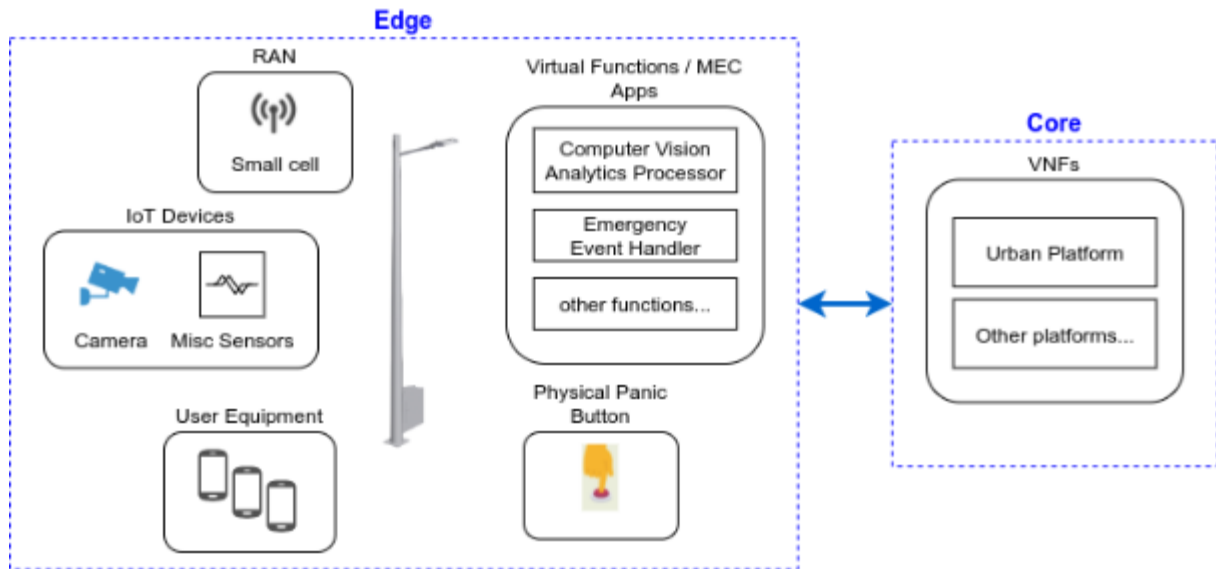 Edge
RAN
Small cell
IoT Devices
Camera
Misc Sensors
User Equipment
Virtual Functions / MEC
Apps
Computer Vision
Analytics Processor
Emergency
Event Handler
other functions...
Physical Panic
Button
Core
VNFs
Urban Platform
Other platforms...